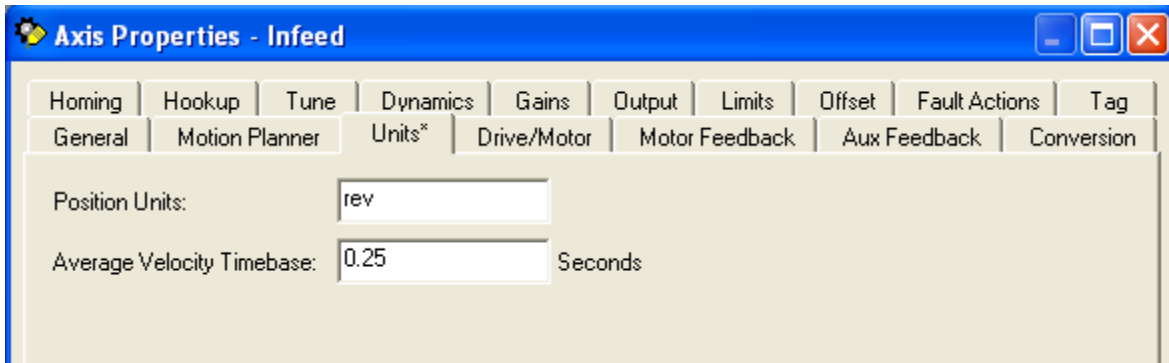 Axis Properties - Infeed
Homing Hookup Tune Dynamics Gains Output Limits Offset Fault Actions Tag
General Motion Planner Units* Drive/Motor Motor Feedback Aux Feedback Conversion
Position Units: rev
Average Velocity Timebase: 0.25 Seconds